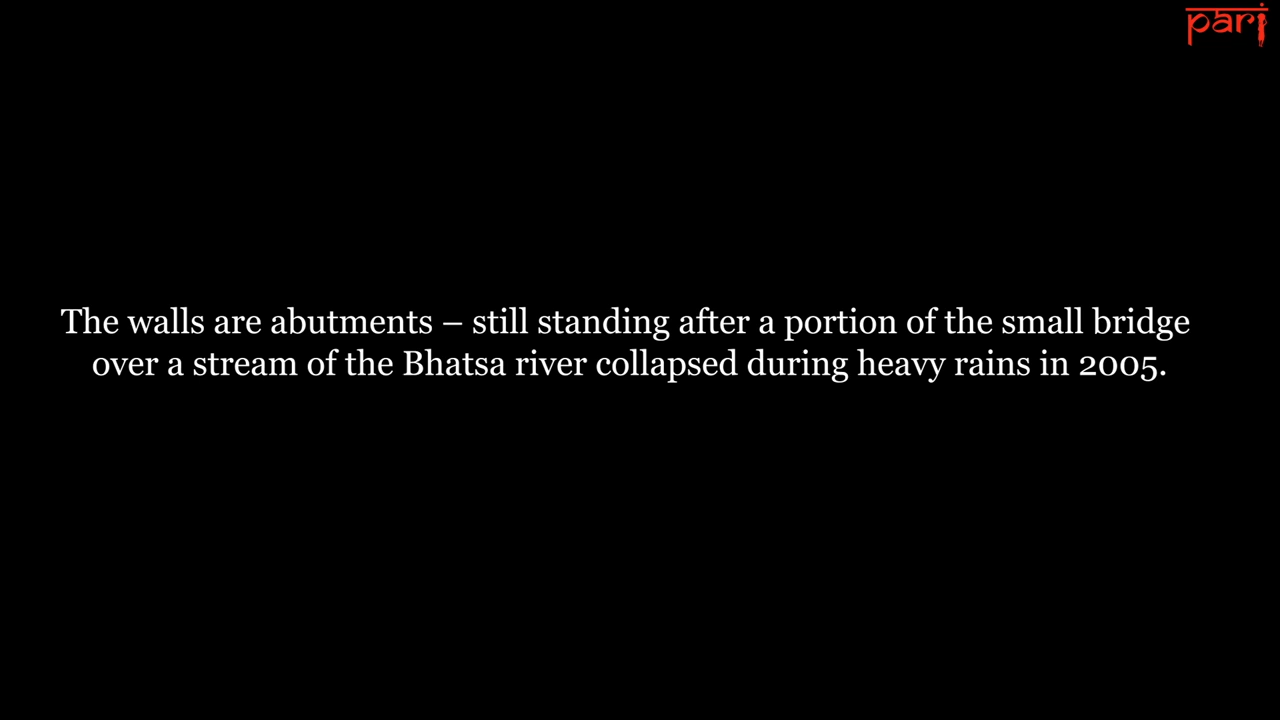 pari
The walls are abutments – still standing after a portion of the small bridge
over a stream of the Bhatsa river collapsed during heavy rains in 2005.